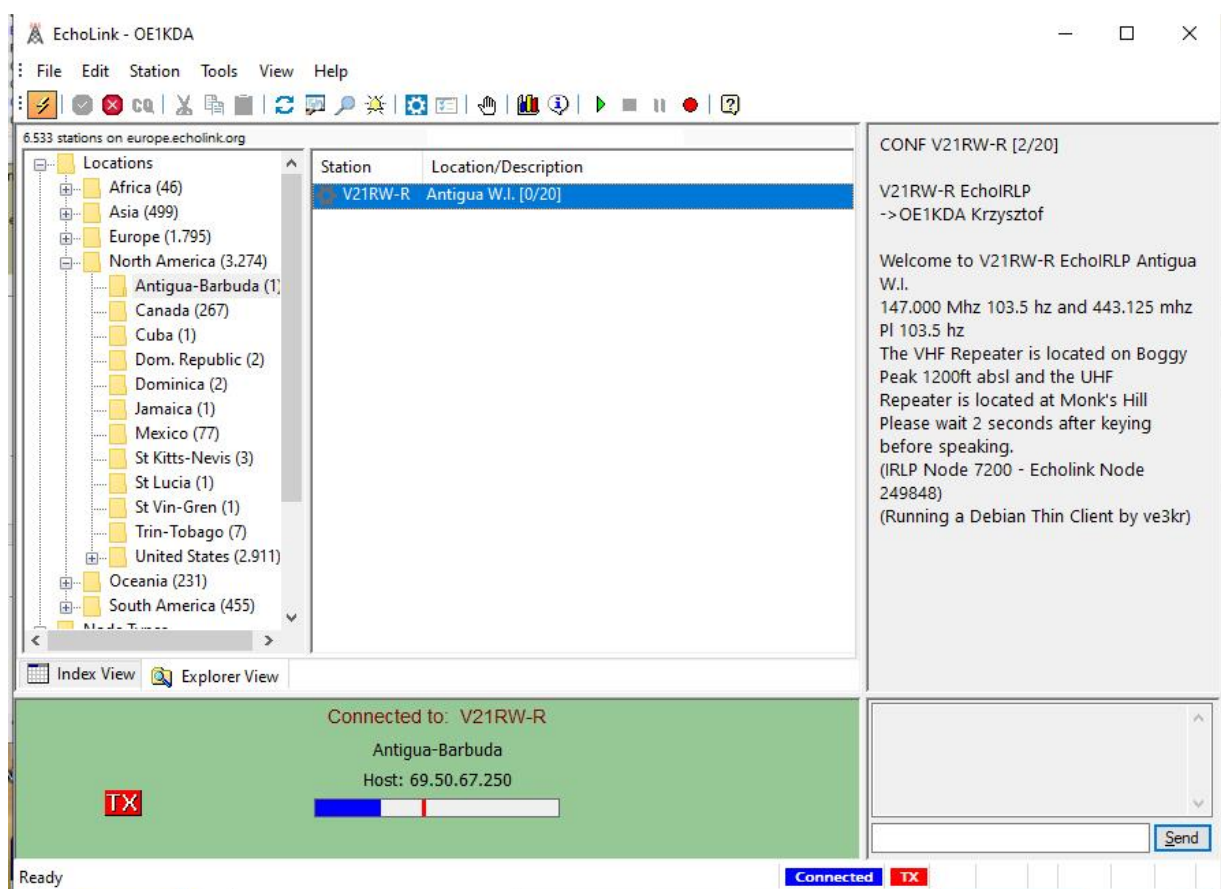 EchoLink - OE1KDA
File Edit Station Tools View Help
CQ
6.533 stations on europe.echolink.org
Locations
Africa (46)
Asia (499)
Europe (1.795)
North America (3.274)
Antigua-Barbuda (1)
Canada (267)
Cuba (1)
Dom. Republic (2)
Dominica (2)
Jamaica (1)
Mexico (77)
St Kitts-Nevis (3)
St Lucia (1)
St Vin-Gren (1)
Trin-Tobago (7)
United States (2.911)
Oceania (231)
South America (455)
Station Location/Description
V21RW-R Antigua W.I. [0/20]
Index View Explorer View
CONF V21RW-R [2/20]
V21RW-R EchoIRLP
->OE1KDA Krzysztof
Welcome to V21RW-R EchoIRLP Antigua
W.I.
147.000 Mhz 103.5 hz and 443.125 mhz
Pl 103.5 hz
The VHF Repeater is located on Boggy
Peak 1200ft absl and the UHF
Repeater is located at Monk's Hill
Please wait 2 seconds after keying
before speaking.
(IRLP Node 7200 - Echolink Node
249848)
(Running a Debian Thin Client by ve3kr)
Connected to: V21RW-R
Antigua-Barbuda
Host: 69.50.67.250
TX
Send
Ready
Connected TX